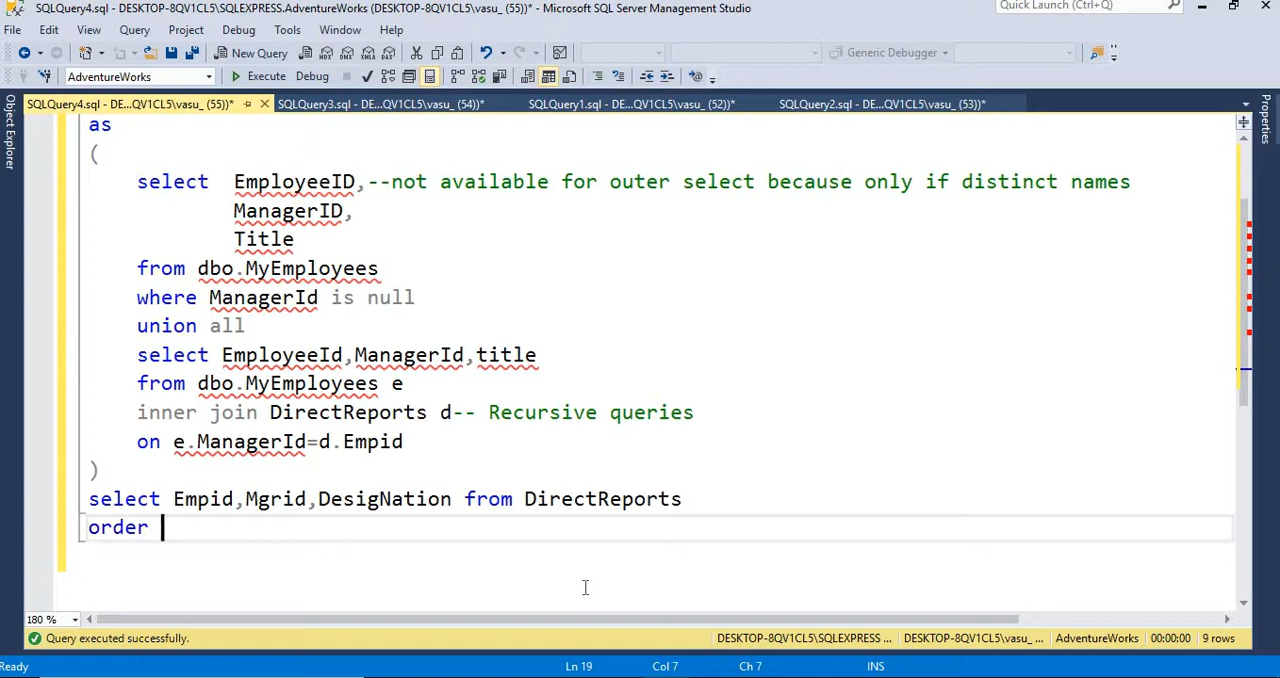 SQLQuery4.sql - DESKTOP-8QV1CL5\SQLEXPRESS.AdventureWorks (DESKTOP-8QV1CL5\vasu_ (55))* - Microsoft SQL Server Management Studio
Quick Launch (Ctrl+Q)
File Edit View Query Project Debug Tools Window Help
New Query
Generic Debugger
AdventureWorks
Execute Debug
SQLQuery4.sql - DE...QV1CL5\vasu_ (55))*
SQLQuery3.sql - DE...QV1CL5\vasu_ (54))*
SQLQuery1.sql - DE...QV1CL5\vasu_ (52))*
SQLQuery2.sql - DE...QV1CL5\vasu_ (53))*
Object Explorer
Properties
as
(
select EmployeeID,--not available for outer select because only if distinct names
ManagerID,
Title
from dbo.MyEmployees
where ManagerId is null
union all
select EmployeeId,ManagerId,title
from dbo.MyEmployees e
inner join DirectReports d-- Recursive queries
on e.ManagerId=d.Empid
)
select Empid,Mgrid,DesigNation from DirectReports
order
180 %
Query executed successfully.
DESKTOP-8QV1CL5\SQLEXPRESS ...
DESKTOP-8QV1CL5\vasu_ ...
AdventureWorks
00:00:00
9 rows
Ready
Ln 19
Col 7
Ch 7
INS